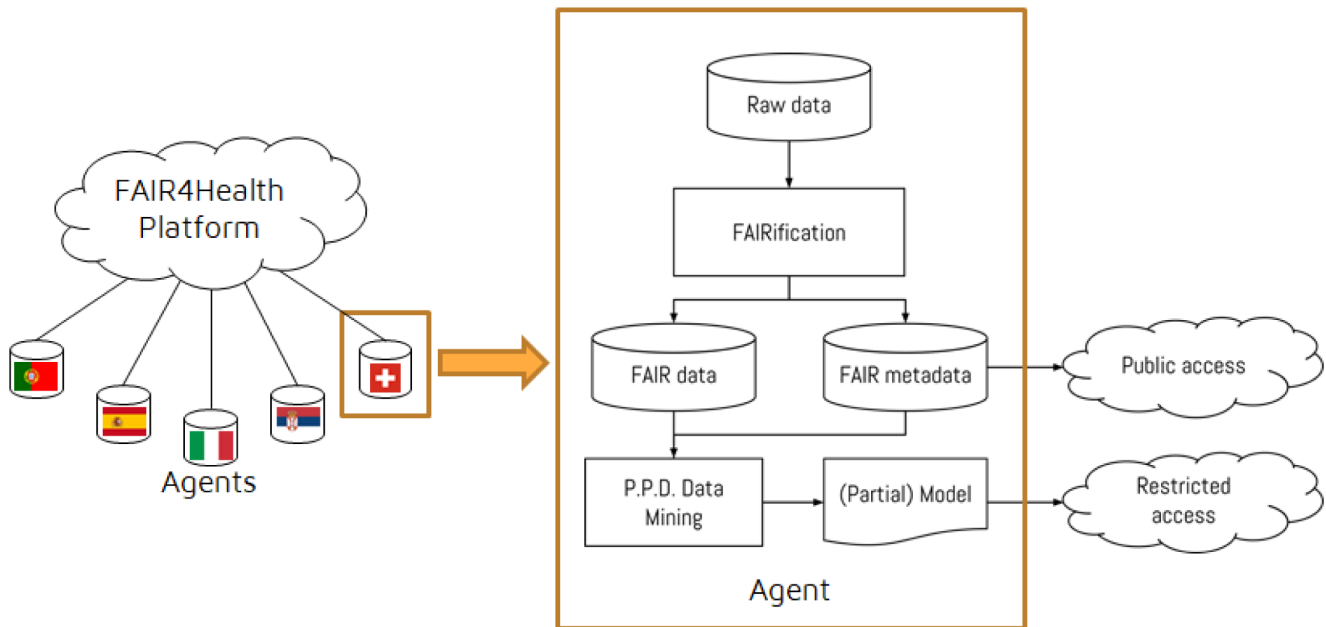 FAIR4Health
Platform
Agents
Raw data
FAIRification
FAIR data
FAIR metadata
Public access
P.P.D. Data
Mining
(Partial) Model
Restricted
access
Agent